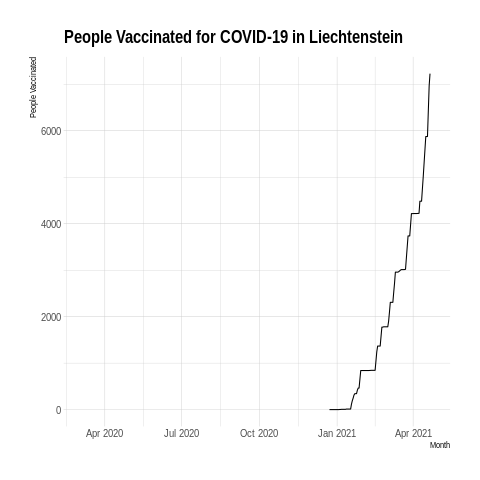 People Vaccinated for COVID-19 in Liechtenstein
People Vaccinated
6000
4000
2000
0
Apr 2020 Jul 2020 Oct 2020 Jan 2021 Apr 2021
Month